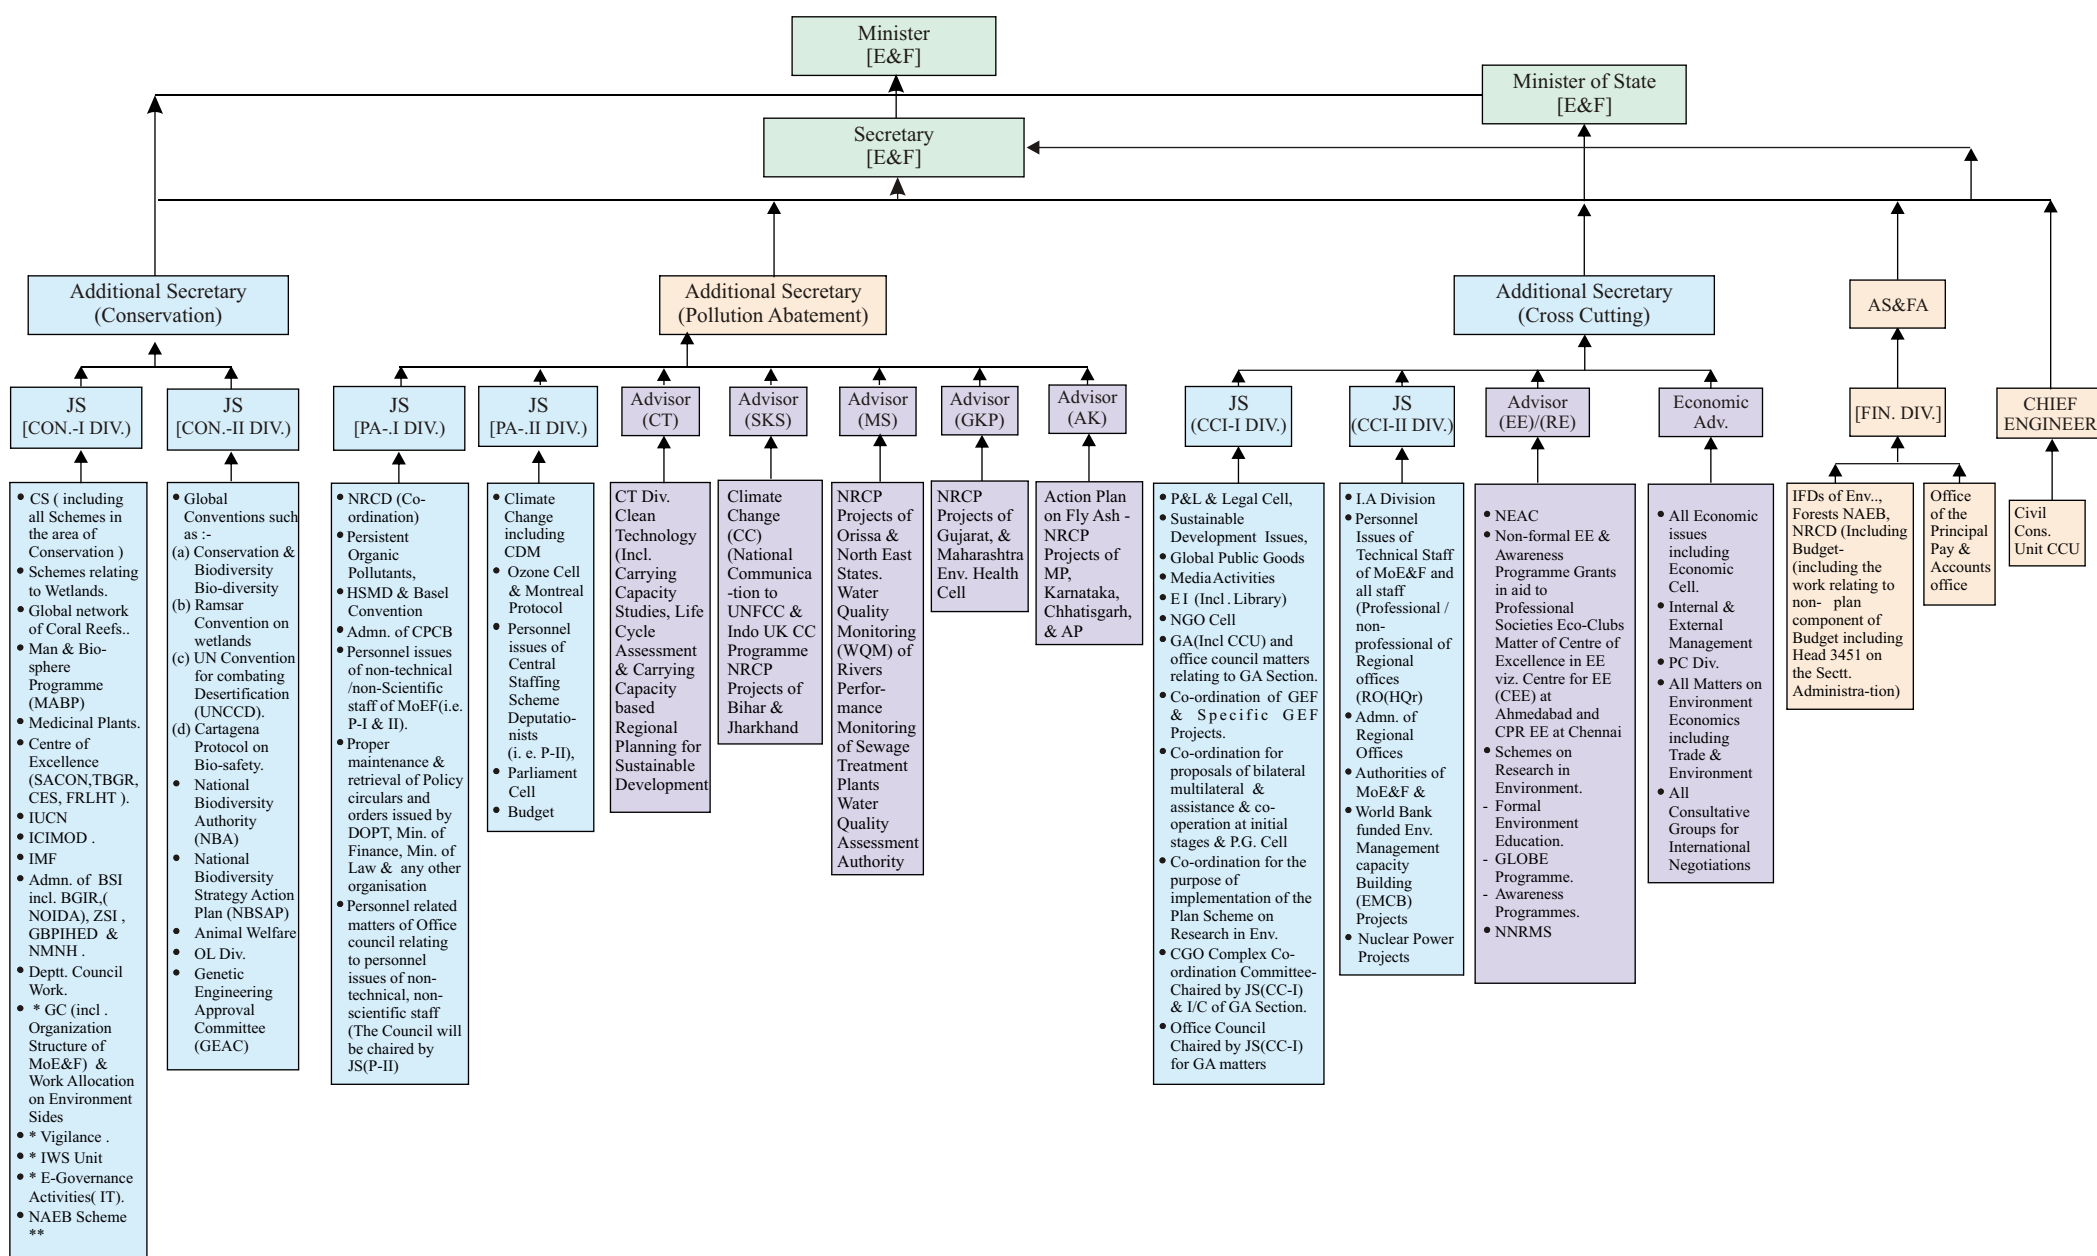 Minister
[E&F]
Minister of State
[E&F]
Secretary
[E&F]
Additional Secretary
(Conservation)
Additional Secretary
(Pollution Abatement)
Additional Secretary
(Cross Cutting)
AS&FA
JS
[CON.-I DIV.)
JS
[CON.-II DIV.)
JS
[PA-.I DIV.)
JS
[PA-.II DIV.)
Advisor
(CT)
Advisor
(SKS)
Advisor
(MS)
Advisor
(GKP)
Advisor
(AK)
JS
(CCI-I DIV.)
JS
(CCI-II DIV.)
Advisor
(EE)/(RE)
Economic
Adv.
[FIN. DIV.]
CHIEF
ENGINEER
• CS ( including
all Schemes in
the area of
Conservation )
• Schemes relating
to Wetlands.
• Global network
of Coral Reefs..
• Man & Bio-
sphere
Programme
(MABP)
• Medicinal Plants.
• Centre of
Excellence
(SACON,TBGR,
CES, FRLHT ).
• IUCN
• ICIMOD .
• IMF
• Admn. of BSI
incl. BGIR,(
NOIDA), ZSI ,
GBPIHED &
NMNH .
• Deptt. Council
Work.
• * GC (incl .
Organization
Structure of
MoE&F) &
Work Allocation
on Environment
Sides
• * Vigilance .
• * IWS Unit
• * E-Governance
Activities( IT).
• NAEB Scheme
**
• Global
Conventions such
as :-
(a) Conservation &
Biodiversity
Bio-diversity
(b) Ramsar
Convention on
wetlands
(c) UN Convention
for combating
Desertification
(UNCCD).
(d) Cartagena
Protocol on
Bio-safety.
• National
Biodiversity
Authority
(NBA)
• National
Biodiversity
Strategy Action
Plan (NBSAP)
• Animal Welfare
• OL Div.
• Genetic
Engineering
Approval
Committee
(GEAC)
• NRCD (Co-
ordination)
• Persistent
Organic
Pollutants,
• HSMD & Basel
Convention
• Admn. of CPCB
• Personnel issues
of non-technical
/non-Scientific
staff of MoEF(i.e.
P-I & II).
• Proper
maintenance &
retrieval of Policy
circulars and
orders issued by
DOPT, Min. of
Finance, Min. of
Law & any other
organisation
• Personnel related
matters of Office
council relating
to personnel
issues of non-
technical, non-
scientific staff
(The Council will
be chaired by
JS(P-II)
• Climate
Change
including
CDM
• Ozone Cell
& Montreal
Protocol
• Personnel
issues of
Central
Staffing
Scheme
Deputatio-
nists
(i. e. P-II),
• Parliament
Cell
• Budget
CT Div.
Clean
Technology
(Incl.
Carrying
Capacity
Studies, Life
Cycle
Assessment
& Carrying
Capacity
based
Regional
Planning for
Sustainable
Development
Climate
Change
(CC)
(National
Communica
-tion to
UNFCC &
Indo UK CC
Programme
NRCP
Projects of
Bihar &
Jharkhand
NRCP
Projects of
Orissa &
North East
States.
Water
Quality
Monitoring
(WQM) of
Rivers
Perfor-
mance
Monitoring
of Sewage
Treatment
Plants
Water
Quality
Assessment
Authority
NRCP
Projects of
Gujarat, &
Maharashtra
Env. Health
Cell
Action Plan
on Fly Ash -
NRCP
Projects of
MP,
Karnataka,
Chhatisgarh,
& AP
• P&L & Legal Cell,
• Sustainable
Development Issues,
• Global Public Goods
• Media Activities
• E I (Incl . Library)
• NGO Cell
• GA(Incl CCU) and
office council matters
relating to GA Section.
• Co-ordination of GEF
& Specific GEF
Projects.
• Co-ordination for
proposals of bilateral
multilateral &
assistance & co-
operation at initial
stages & P.G. Cell
• Co-ordination for the
purpose of
implementation of the
Plan Scheme on
Research in Env.
• CGO Complex Co-
ordination Committee-
Chaired by JS(CC-I)
& I/C of GA Section.
• Office Council
Chaired by JS(CC-I)
for GA matters
• I.A Division
• Personnel
Issues of
Technical Staff
of MoE&F and
all staff
(Professional /
non-
professional of
Regional
offices
(RO(HQr)
• Admn. of
Regional
Offices
• Authorities of
MoE&F &
• World Bank
funded Env.
Management
capacity
Building
(EMCB)
Projects
• Nuclear Power
Projects
• NEAC
• Non-formal EE &
Awareness
Programme Grants
in aid to
Professional
Societies Eco-Clubs
Matter of Centre of
Excellence in EE
viz. Centre for EE
(CEE) at
Ahmedabad and
CPR EE at Chennai
• Schemes on
Research in
Environment.
- Formal
Environment
Education.
- GLOBE
Programme.
- Awareness
Programmes.
• NNRMS
• All Economic
issues
including
Economic
Cell.
• Internal &
External
Management
• PC Div.
• All Matters on
Environment
Economics
including
Trade &
Environment
• All
Consultative
Groups for
International
Negotiations
IFDs of Env..,
Forests NAEB,
NRCD (Including
Budget-
(including the
work relating to
non- plan
component of
Budget including
Head 3451 on
the Sectt.
Administra-tion)
Office
of the
Principal
Pay &
Accounts
office
Civil
Cons.
Unit CCU